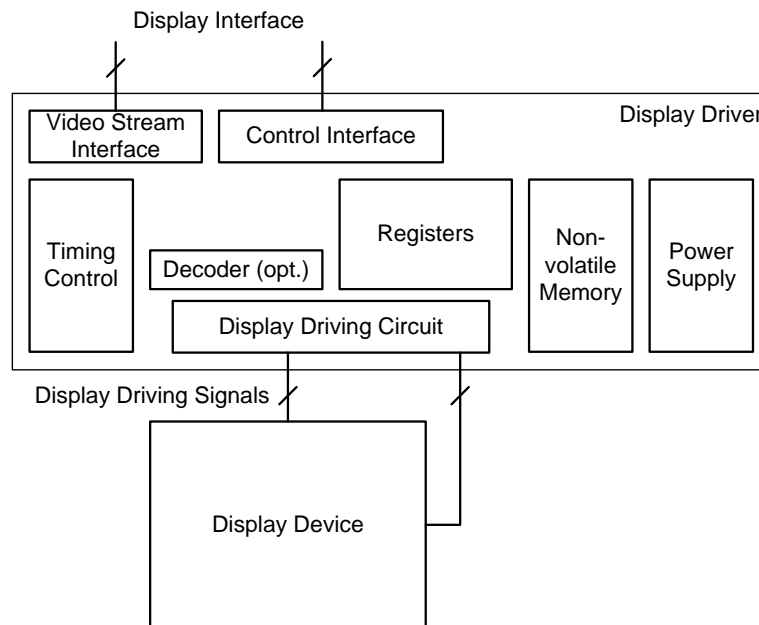 Display Interface
Display Driver
Video Stream
Interface
Control Interface
Timing
Control
Decoder (opt.)
Registers
Non-
volatile
Memory
Power
Supply
Display Driving Circuit
Display Driving Signals
Display Device